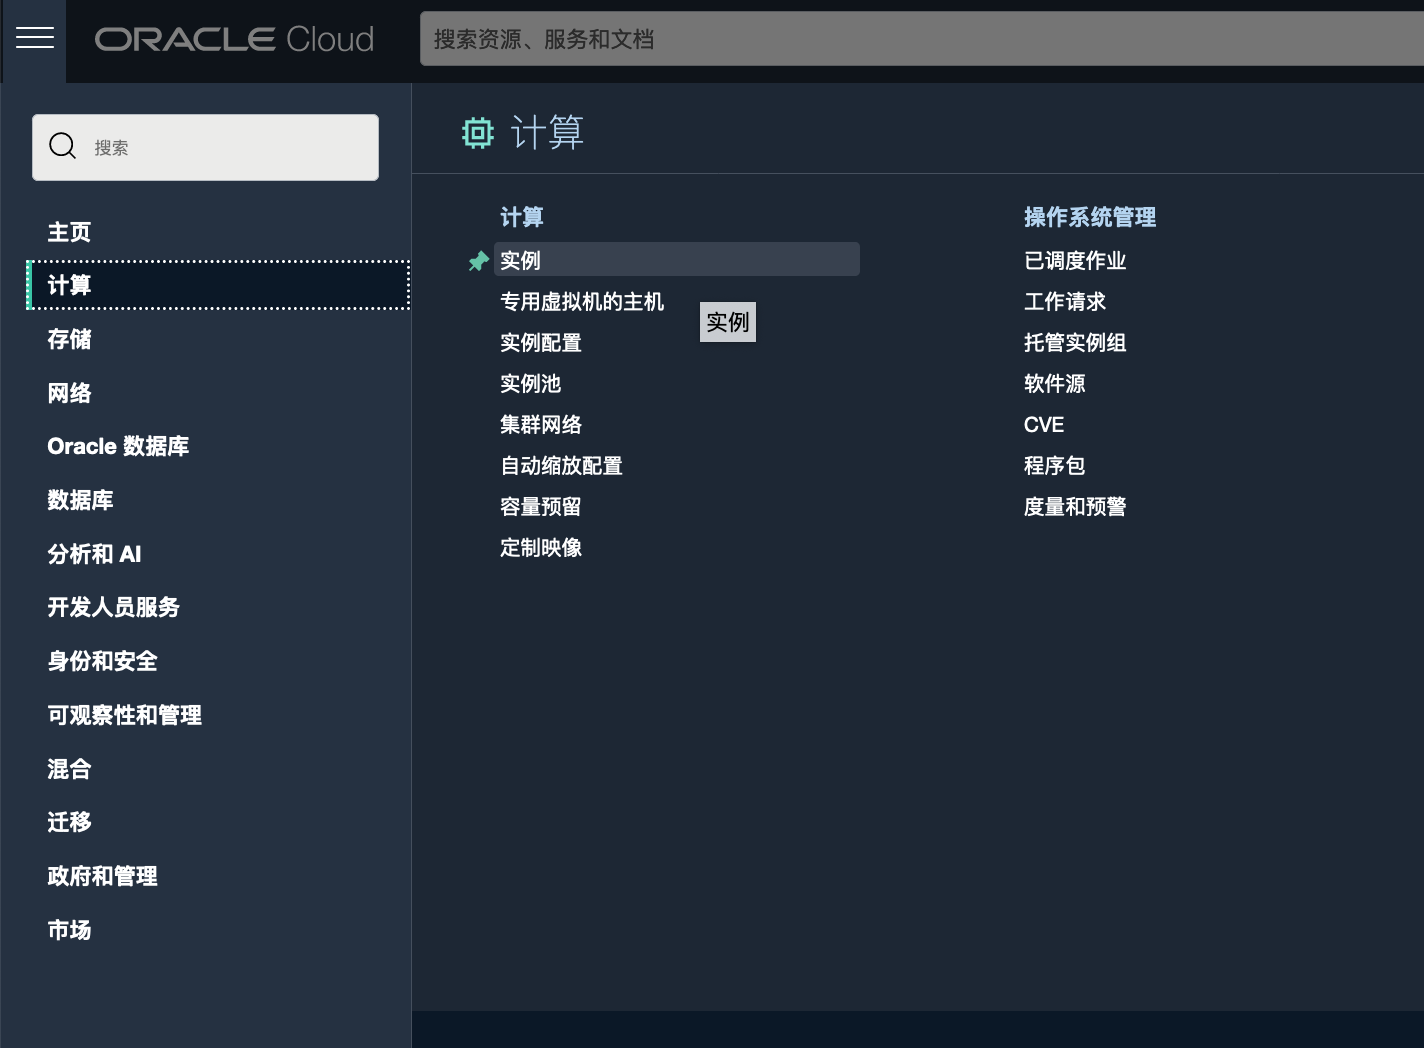 ORACLE Cloud
搜索资源、服务和文档
搜索
主页
计算
存储
网络
Oracle 数据库
数据库
分析和 AI
开发人员服务
身份和安全
可观察性和管理
混合
迁移
政府和管理
市场
计算
计算
实例
专用虚拟机的主机
实例
实例配置
实例池
集群网络
自动缩放配置
容量预留
定制映像
操作系统管理
已调度作业
工作请求
托管实例组
软件源
CVE
程序包
度量和预警